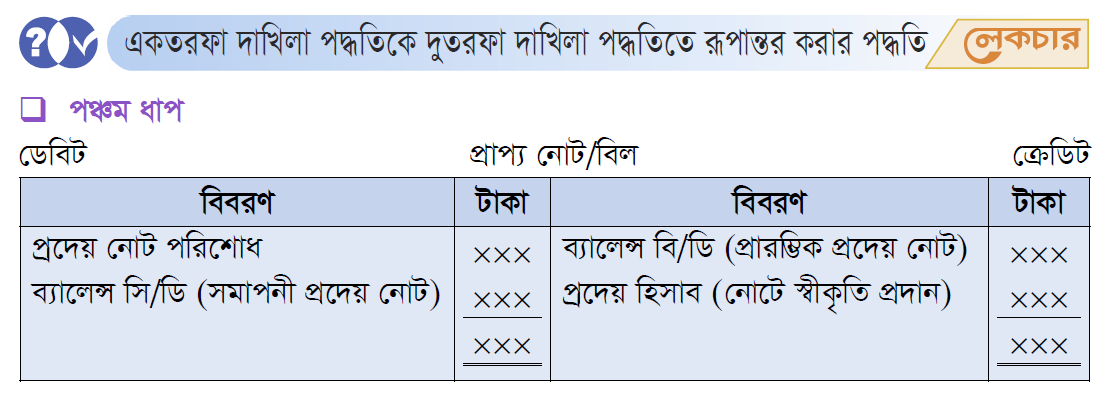 একতরফা দাখিলা পদ্ধতিকে দুতরফা দাখিলা পদ্ধতিতে রূপান্তর করার পদ্ধতি লেকচার
❑ পঞ্চম ধাপ
ডেবিট প্রাপ্য নোট/বিল ক্রেডিট
বিবরণ টাকা বিবরণ টাকা
প্রদেয় নোট পরিশোধ ××× ব্যালেন্স বি/ডি (প্রারম্ভিক প্রদেয় নোট) ×××
ব্যালেন্স সি/ডি (সমাপনী প্রদেয় নোট) ××× প্রদেয় হিসাব (নোটে স্বীকৃতি প্রদান) ×××
××× ×××